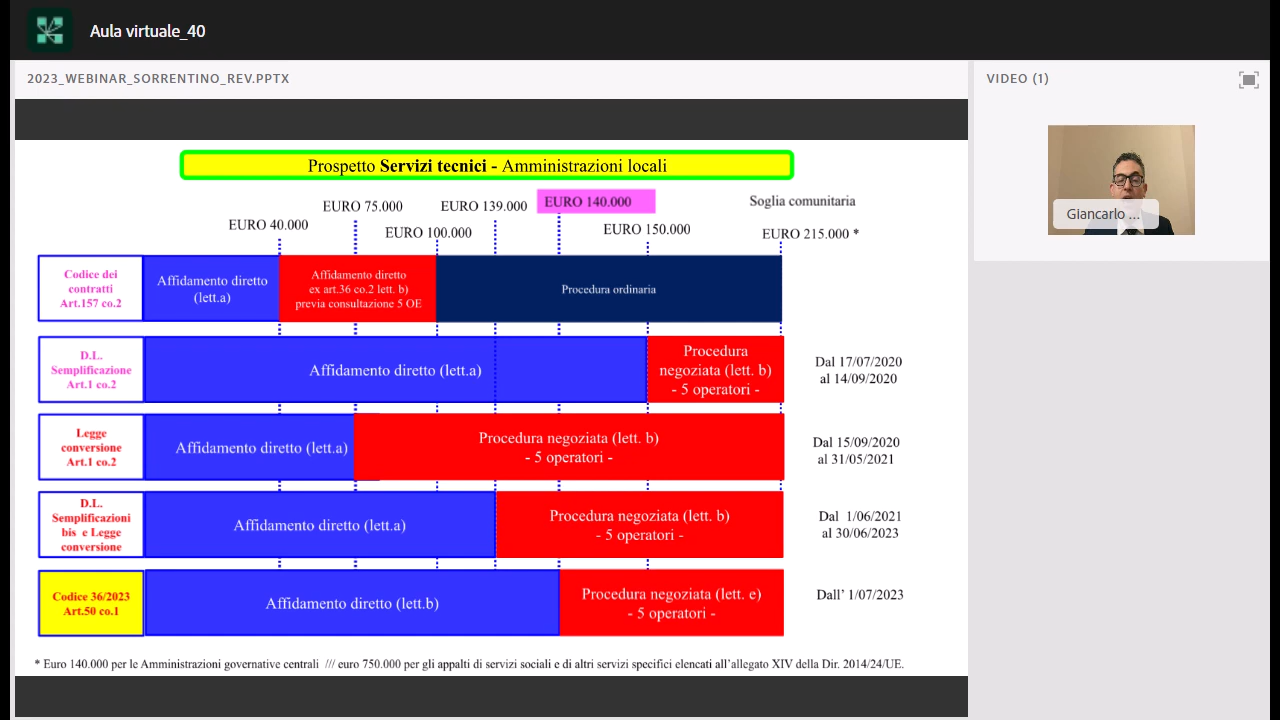 Aula virtuale_40
2023_WEBINAR_SORRENTINO_REV.PPTX
VIDEO (1)
Giancarlo ...
Prospetto Servizi tecnici - Amministrazioni locali
EURO 40.000
EURO 75.000
EURO 100.000
EURO 139.000
EURO 140.000
EURO 150.000
Soglia comunitaria
EURO 215.000 *
Codice dei
contratti
Art.157 co.2
Affidamento diretto
(lett.a)
Affidamento diretto
ex art.36 co.2 lett. b)
previa consultazione 5 OE
Procedura ordinaria
D.L.
Semplificazione
Art.1 co.2
Affidamento diretto (lett.a)
Procedura
negoziata (lett. b)
- 5 operatori -
Dal 17/07/2020
al 14/09/2020
Legge
conversione
Art.1 co.2
Affidamento diretto (lett.a)
Procedura negoziata (lett. b)
- 5 operatori -
Dal 15/09/2020
al 31/05/2021
D.L.
Semplificazioni
bis e Legge
conversione
Affidamento diretto (lett.a)
Procedura negoziata (lett. b)
- 5 operatori -
Dal 1/06/2021
al 30/06/2023
Codice 36/2023
Art.50 co.1
Affidamento diretto (lett.b)
Procedura negoziata (lett. e)
- 5 operatori -
Dall' 1/07/2023
* Euro 140.000 per le Amministrazioni governative centrali /// euro 750.000 per gli appalti di servizi sociali e di altri servizi specifici elencati all'allegato XIV della Dir. 2014/24/UE.